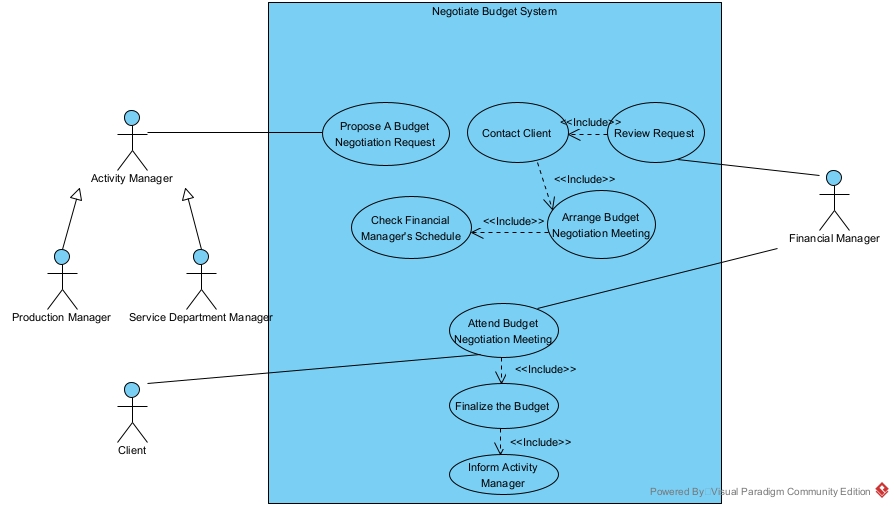 Negotiate Budget System
Propose A Budget
Negotiation Request
Contact Client
<<Include>>
Review Request
Activity Manager
<<Include>>
Check Financial
Manager's Schedule
<<Include>>
Arrange Budget
Negotiation Meeting
Financial Manager
Production Manager
Service Department Manager
Attend Budget
Negotiation Meeting
<<Include>>
Finalize the Budget
Client
<<Include>>
Inform Activity
Manager
Powered By: Visual Paradigm Community Edition